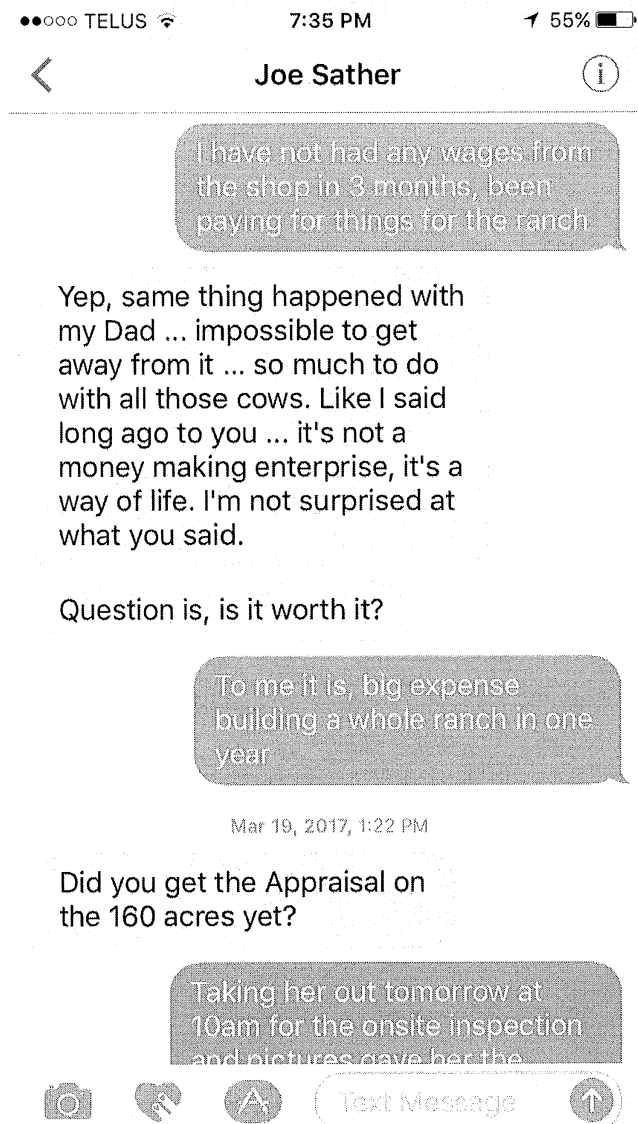 ●●○○○ TELUS 7:35 PM 55%
Joe Sather
I have not had any wages from
the shop in 3 months, been
paying for things for the ranch
Yep, same thing happened with
my Dad ... impossible to get
away from it ... so much to do
with all those cows. Like I said
long ago to you ... it's not a
money making enterprise, it's a
way of life. I'm not surprised at
what you said.
Question is, is it worth it?
To me it is, big expense
building a whole ranch in one
year
Mar 19, 2017, 1:22 PM
Did you get the Appraisal on
the 160 acres yet?
Taking her out tomorrow at
10am for the onsite inspection
and pictures gave her the
Text Message